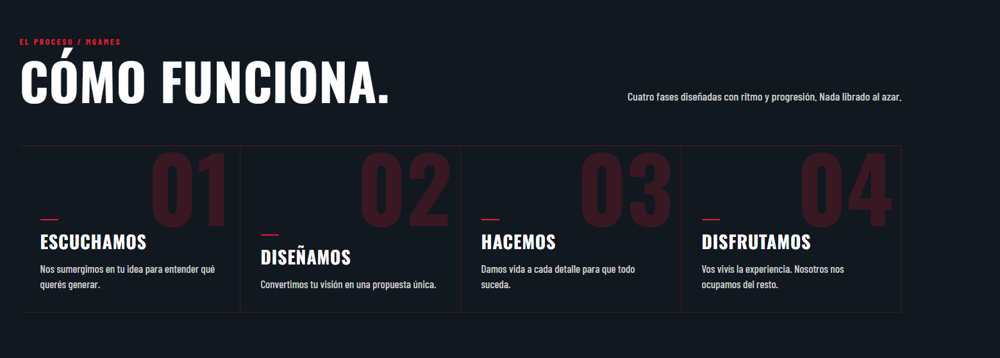 EL PROCESO / MGAMES
CÓMO FUNCIONA.
Cuatro fases diseñadas con ritmo y progresión. Nada librado al azar.
01
ESCUCHAMOS
Nos sumergimos en tu idea para entender qué
querés generar.
02
DISEÑAMOS
Convertimos tu visión en una propuesta única.
03
HACEMOS
Damos vida a cada detalle para que todo
suceda.
04
DISFRUTAMOS
Vos vivís la experiencia. Nosotros nos
ocupamos del resto.